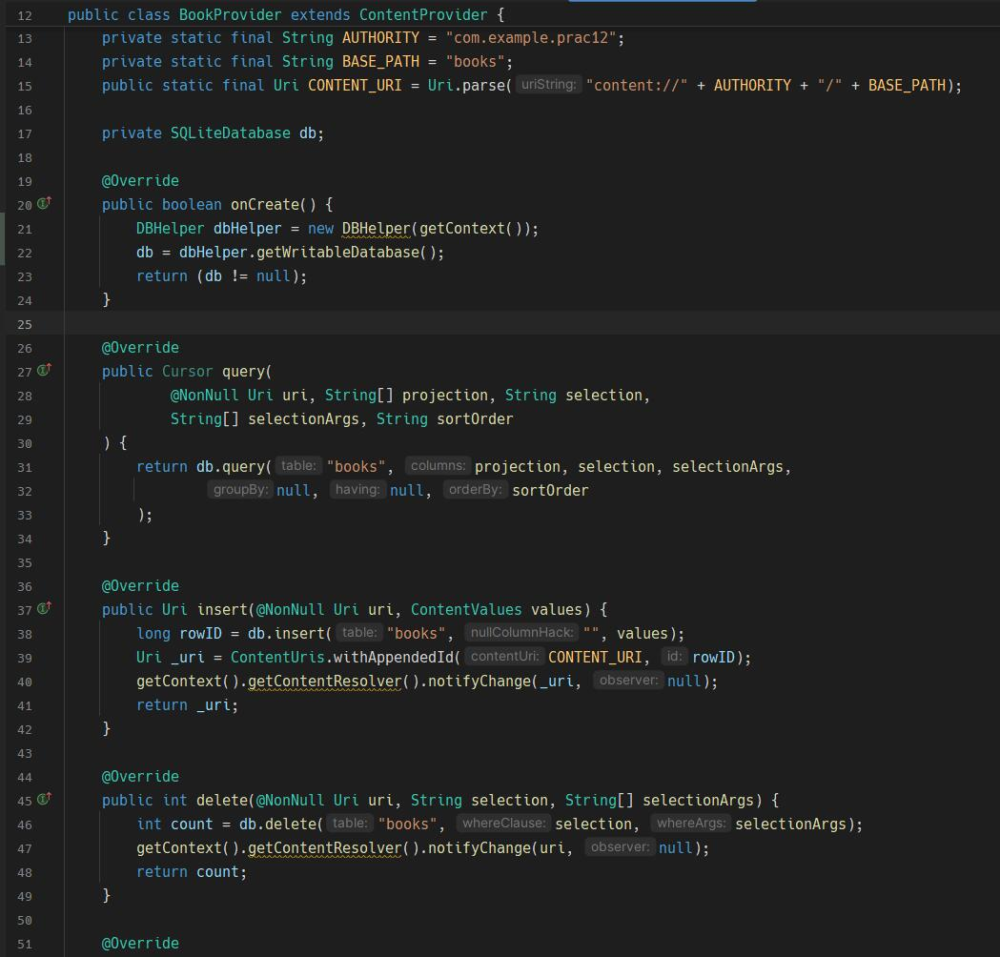 12 public class BookProvider extends ContentProvider {
13 private static final String AUTHORITY = "com.example.prac12";
14 private static final String BASE_PATH = "books";
15 public static final Uri CONTENT_URI = Uri.parse( uriString: "content://" + AUTHORITY + "/" + BASE_PATH);
16
17 private SQLiteDatabase db;
18
19 @Override
20 public boolean onCreate() {
21 DBHelper dbHelper = new DBHelper(getContext());
22 db = dbHelper.getWritableDatabase();
23 return (db != null);
24 }
25
26 @Override
27 public Cursor query(
28 @NonNull Uri uri, String[] projection, String selection,
29 String[] selectionArgs, String sortOrder
30 ) {
31 return db.query( table: "books", columns: projection, selection, selectionArgs,
32 groupBy: null, having: null, orderBy: sortOrder
33 );
34 }
35
36 @Override
37 public Uri insert(@NonNull Uri uri, ContentValues values) {
38 long rowID = db.insert( table: "books", nullColumnHack: "", values);
39 Uri _uri = ContentUris.withAppendedId( contentUri: CONTENT_URI, id: rowID);
40 getContext().getContentResolver().notifyChange(_uri, observer: null);
41 return _uri;
42 }
43
44 @Override
45 public int delete(@NonNull Uri uri, String selection, String[] selectionArgs) {
46 int count = db.delete( table: "books", whereClause: selection, whereArgs: selectionArgs);
47 getContext().getContentResolver().notifyChange(uri, observer: null);
48 return count;
49 }
50
51 @Override